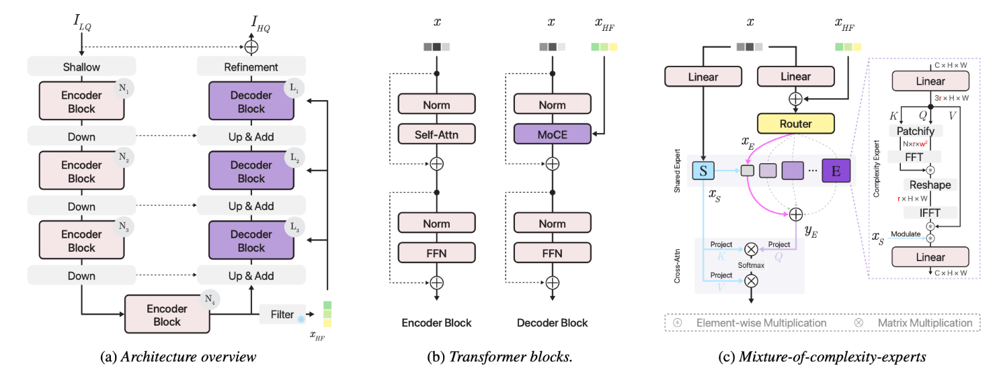 I_LQ
I_HQ
Shallow
Refinement
Encoder
Block
N₁
Decoder
Block
L₁
Down
Up & Add
Encoder
Block
N₂
Decoder
Block
L₂
Down
Up & Add
Encoder
Block
N₃
Decoder
Block
L₃
Down
Up & Add
Encoder
Block
N₄
Filter
x_HF
(a) Architecture overview
x
Norm
Self-Attn
Norm
FFN
Encoder Block
x
x_HF
Norm
MoCE
Norm
FFN
Decoder Block
(b) Transformer blocks.
x
x_HF
Linear
Linear
Router
x_E
Shared Expert
S
...
E
x_S
y_E
Cross-Attn
Project
K
Project
Q
Softmax
Project
V
Complexity Expert
C × H × W
Linear
3r × H × W
K
Q
V
Patchify
N×r×w²
FFT
Reshape
r × H × W
IFFT
x_S
Modulate
Linear
C × H × W
Element-wise Multiplication
Matrix Multiplication
(c) Mixture-of-complexity-experts